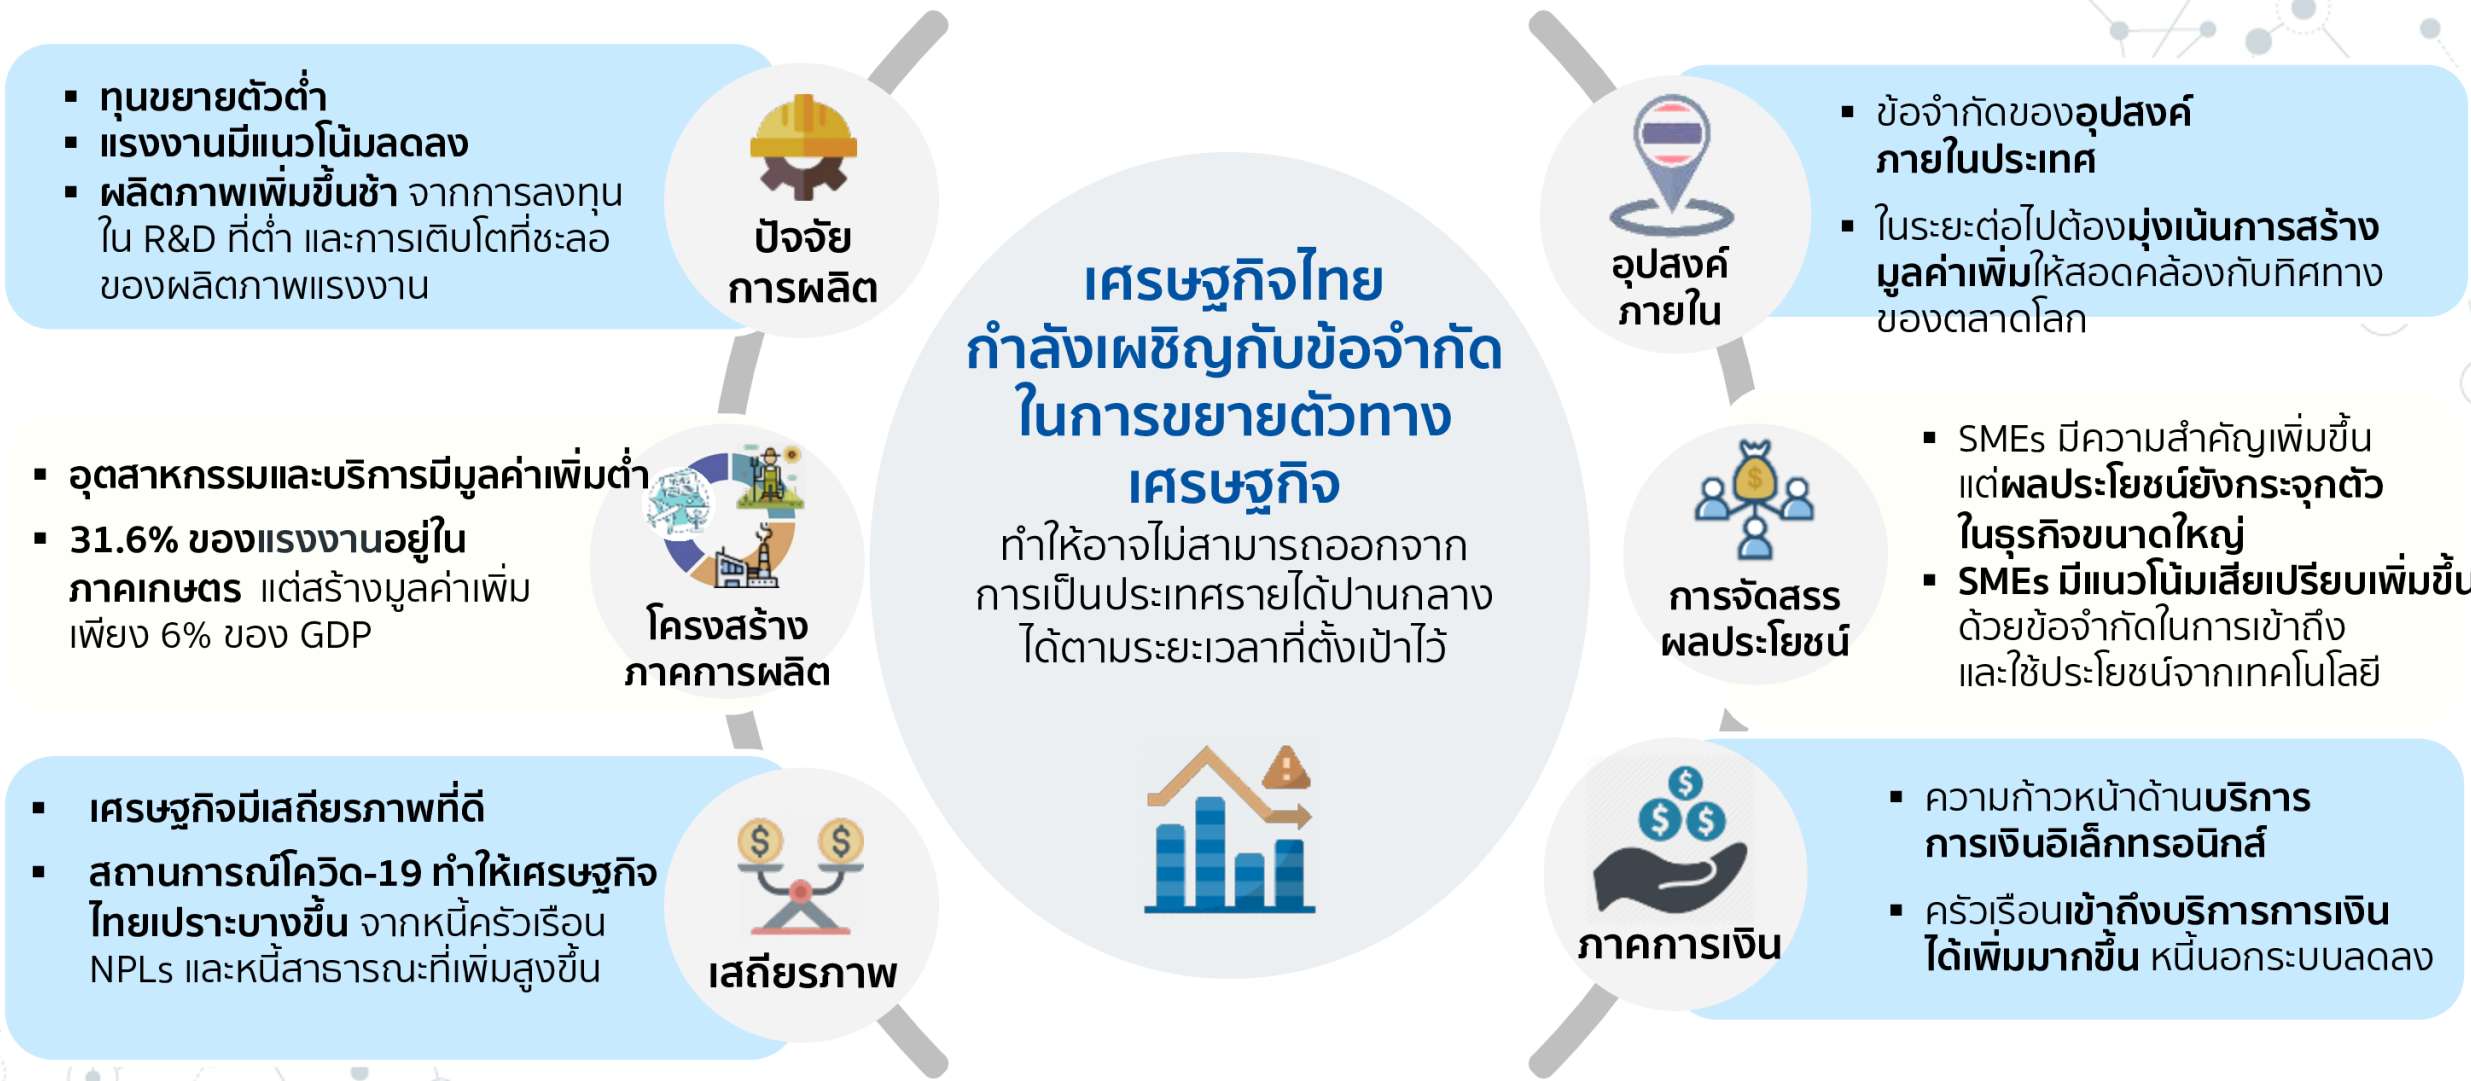 ▪ ทุนขยายตัวต่ำ
▪ แรงงานมีแนวโน้มลดลง
▪ ผลิตภาพเพิ่มขึ้นช้า จากการลงทุน
ใน R&D ที่ต่ำ และการเติบโตที่ชะลอ
ของผลิตภาพแรงงาน
ปัจจัย
การผลิต
▪ อุตสาหกรรมและบริการมีมูลค่าเพิ่มต่ำ
▪ 31.6% ของแรงงานอยู่ใน
ภาคเกษตร แต่สร้างมูลค่าเพิ่ม
เพียง 6% ของ GDP
โครงสร้าง
ภาคการผลิต
▪ เศรษฐกิจมีเสถียรภาพที่ดี
▪ สถานการณ์โควิด-19 ทำให้เศรษฐกิจ
ไทยเปราะบางขึ้น จากหนี้ครัวเรือน
NPLs และหนี้สาธารณะที่เพิ่มสูงขึ้น
เสถียรภาพ
เศรษฐกิจไทย
กำลังเผชิญกับข้อจำกัด
ในการขยายตัวทาง
เศรษฐกิจ
ทำให้อาจไม่สามารถออกจาก
การเป็นประเทศรายได้ปานกลาง
ได้ตามระยะเวลาที่ตั้งเป้าไว้
อุปสงค์
ภายใน
▪ ข้อจำกัดของอุปสงค์
ภายในประเทศ
▪ ในระยะต่อไปต้องมุ่งเน้นการสร้าง
มูลค่าเพิ่มให้สอดคล้องกับทิศทาง
ของตลาดโลก
การจัดสรร
ผลประโยชน์
▪ SMEs มีความสำคัญเพิ่มขึ้น
แต่ผลประโยชน์ยังกระจุกตัว
ในธุรกิจขนาดใหญ่
▪ SMEs มีแนวโน้มเสียเปรียบเพิ่มขึ้น
ด้วยข้อจำกัดในการเข้าถึง
และใช้ประโยชน์จากเทคโนโลยี
ภาคการเงิน
▪ ความก้าวหน้าด้านบริการ
การเงินอิเล็กทรอนิกส์
▪ ครัวเรือนเข้าถึงบริการการเงิน
ได้เพิ่มมากขึ้น หนี้นอกระบบลดลง